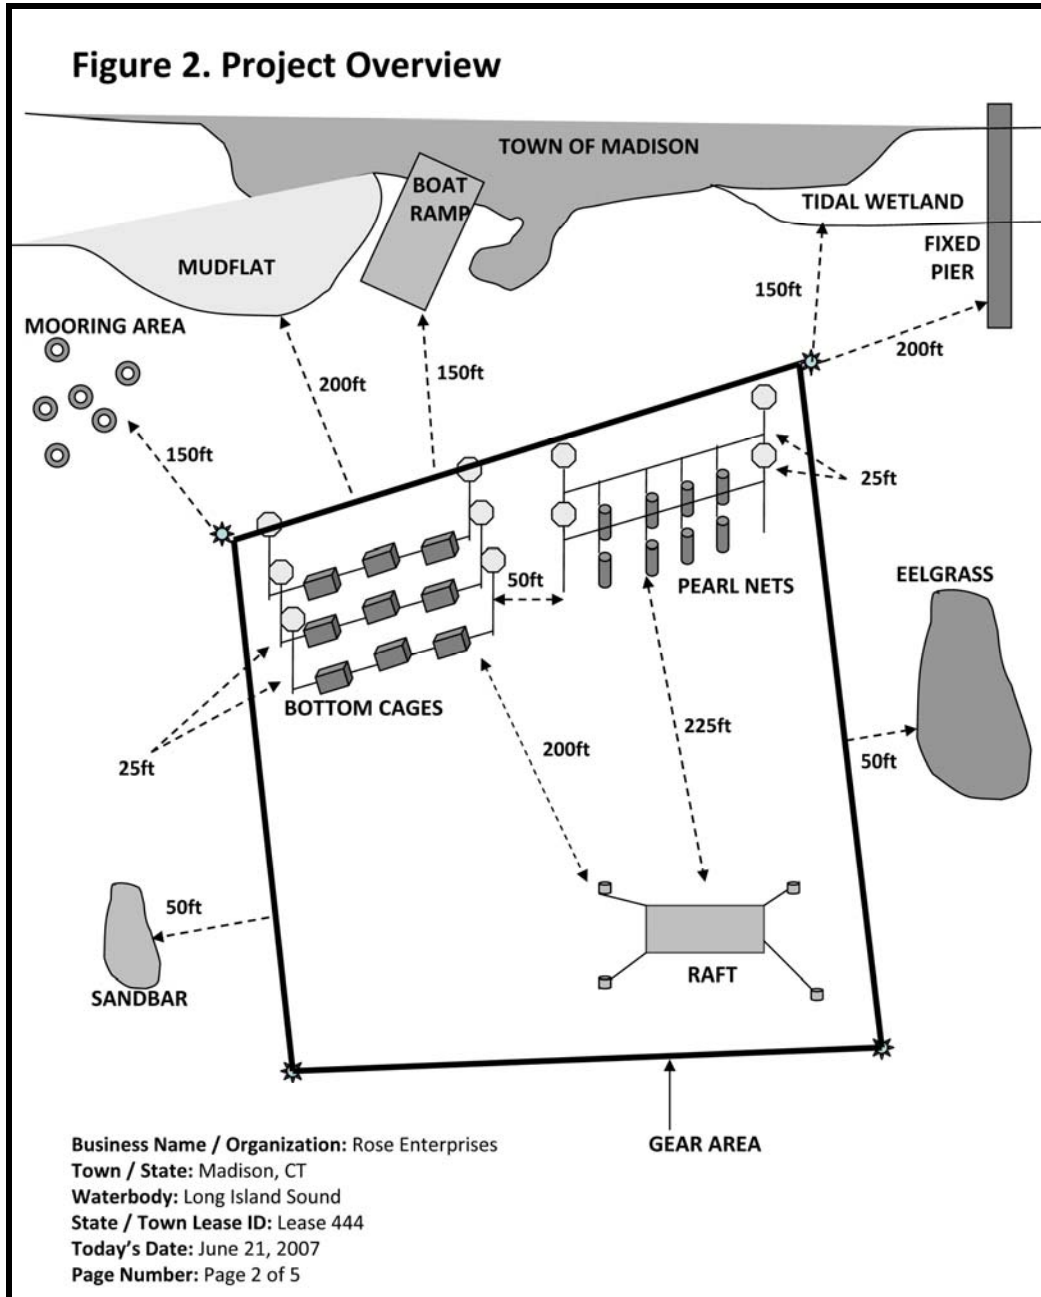 Figure 2. Project Overview
TOWN OF MADISON
BOAT
RAMP
TIDAL WETLAND
FIXED
PIER
MUDFLAT
MOORING AREA
150ft
200ft
150ft
200ft
150ft
25ft
50ft
PEARL NETS
EELGRASS
BOTTOM CAGES
25ft
200ft
225ft
50ft
50ft
SANDBAR
RAFT
GEAR AREA
Business Name / Organization: Rose Enterprises
Town / State: Madison, CT
Waterbody: Long Island Sound
State / Town Lease ID: Lease 444
Today's Date: June 21, 2007
Page Number: Page 2 of 5